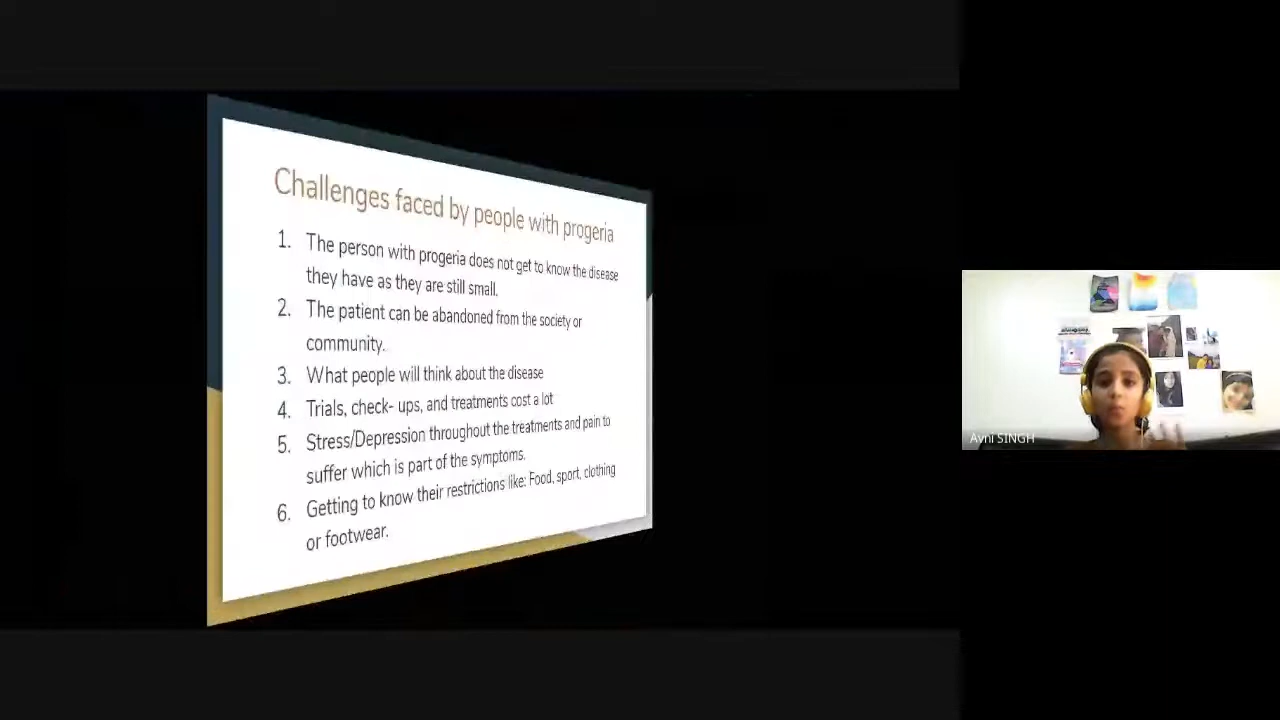 Challenges faced by people with progeria
1. The person with progeria does not get to know the disease
they have as they are still small.
2. The patient can be abandoned from the society or
community.
3. What people will think about the disease
4. Trials, check- ups, and treatments cost a lot
5. Stress/Depression throughout the treatments and pain to
suffer which is part of the symptoms.
6. Getting to know their restrictions like: Food, sport, clothing
or footwear.
Avni SINGH